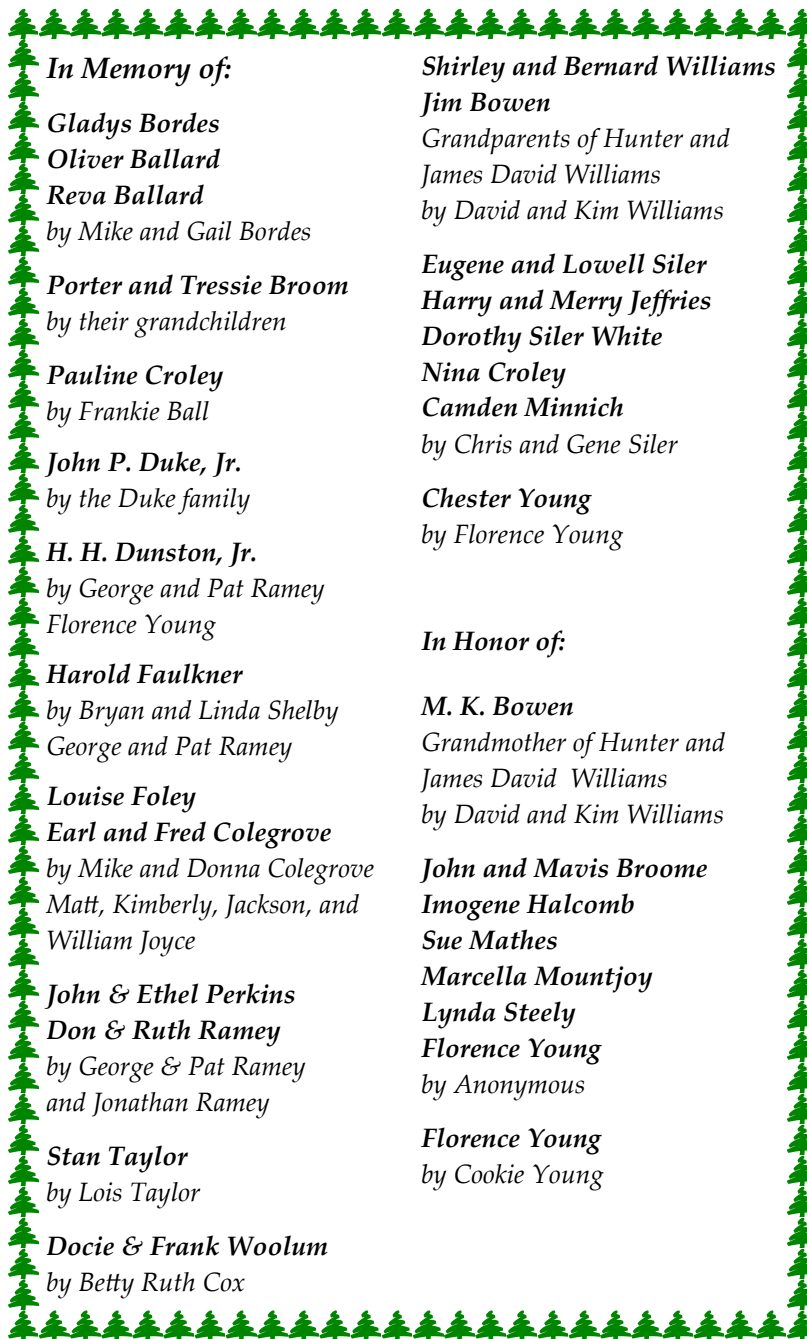 In Memory of:
Gladys Bordes
Oliver Ballard
Reva Ballard
by Mike and Gail Bordes
Porter and Tressie Broom
by their grandchildren
Pauline Croley
by Frankie Ball
John P. Duke, Jr.
by the Duke family
H. H. Dunston, Jr.
by George and Pat Ramey
Florence Young
Harold Faulkner
by Bryan and Linda Shelby
George and Pat Ramey
Louise Foley
Earl and Fred Colegrove
by Mike and Donna Colegrove
Matt, Kimberly, Jackson, and
William Joyce
John & Ethel Perkins
Don & Ruth Ramey
by George & Pat Ramey
and Jonathan Ramey
Stan Taylor
by Lois Taylor
Docie & Frank Woolum
by Betty Ruth Cox
Shirley and Bernard Williams
Jim Bowen
Grandparents of Hunter and
James David Williams
by David and Kim Williams
Eugene and Lowell Siler
Harry and Merry Jeffries
Dorothy Siler White
Nina Croley
Camden Minnich
by Chris and Gene Siler
Chester Young
by Florence Young
In Honor of:
M. K. Bowen
Grandmother of Hunter and
James David Williams
by David and Kim Williams
John and Mavis Broome
Imogene Halcomb
Sue Mathes
Marcella Mountjoy
Lynda Steely
Florence Young
by Anonymous
Florence Young
by Cookie Young